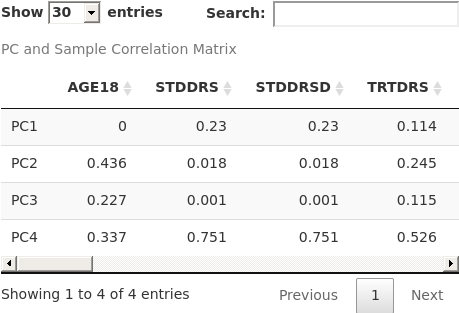 Show 30 entries Search:
PC and Sample Correlation Matrix
AGE18 STDDRS STDDRSD TRTDRS
PC1 0 0.23 0.23 0.114
PC2 0.436 0.018 0.018 0.245
PC3 0.227 0.001 0.001 0.115
PC4 0.337 0.751 0.751 0.526
Showing 1 to 4 of 4 entries Previous 1 Next